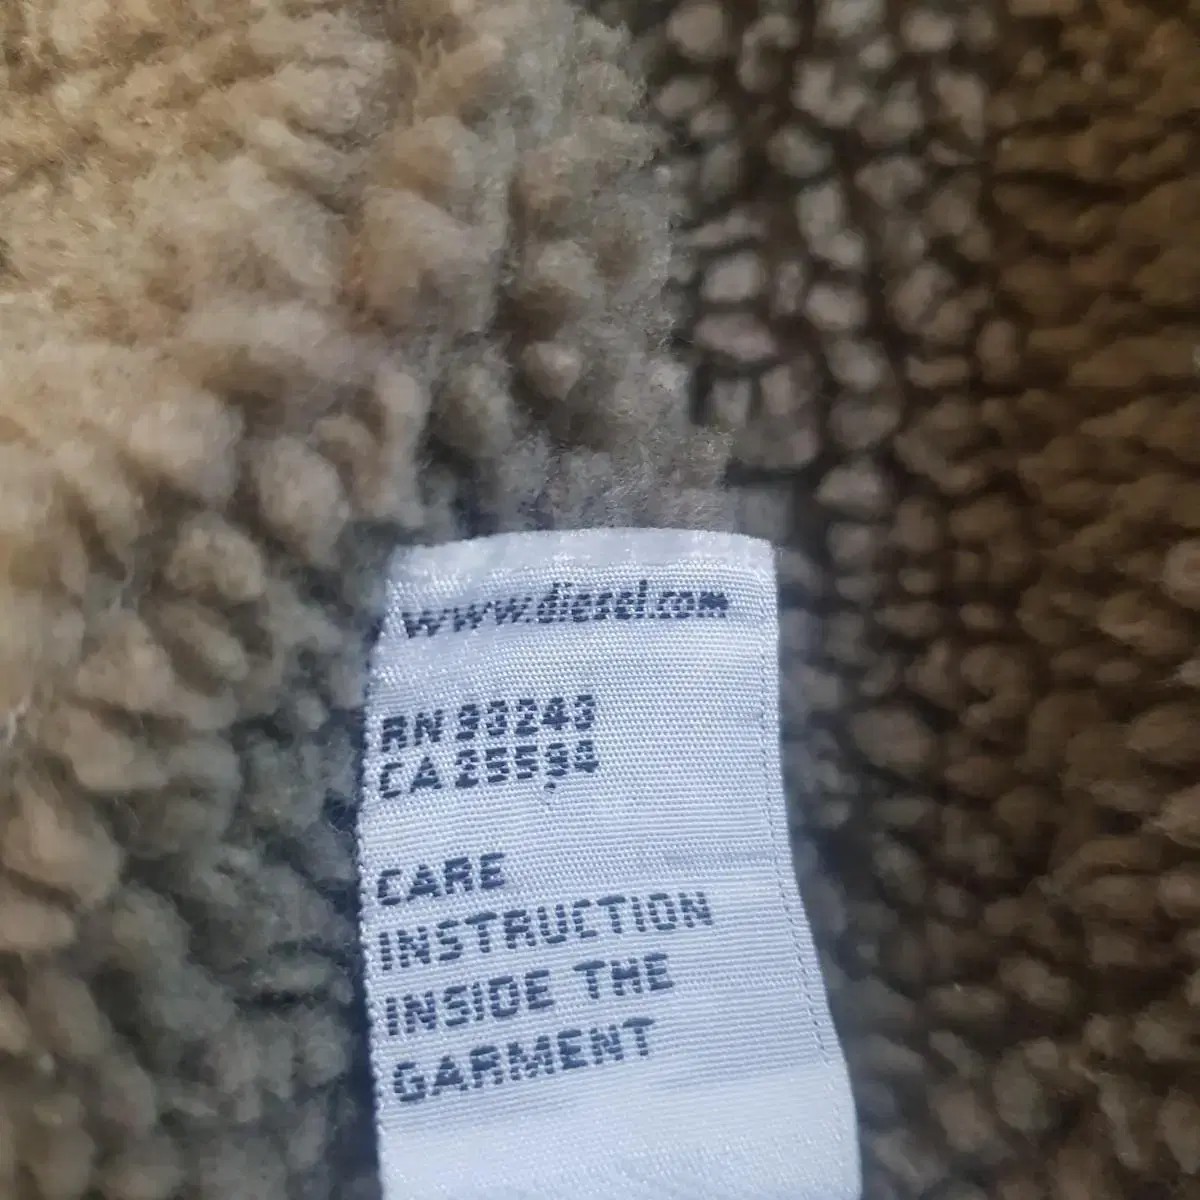 www.diesel.com
RN 93243
CA 25594
CARE
INSTRUCTION
INSIDE THE
GARMENT